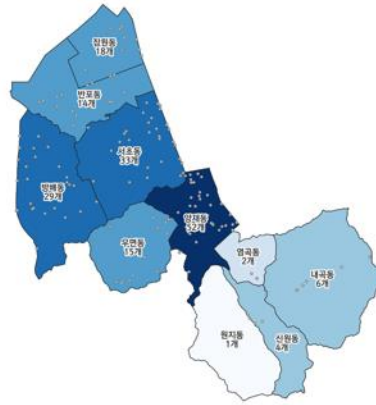 잠원동
18개
반포동
14개
서초동
33개
방배동
29개
양재동
52개
우면동
15개
염곡동
2개
내곡동
6개
원지동
1개
신원동
4개